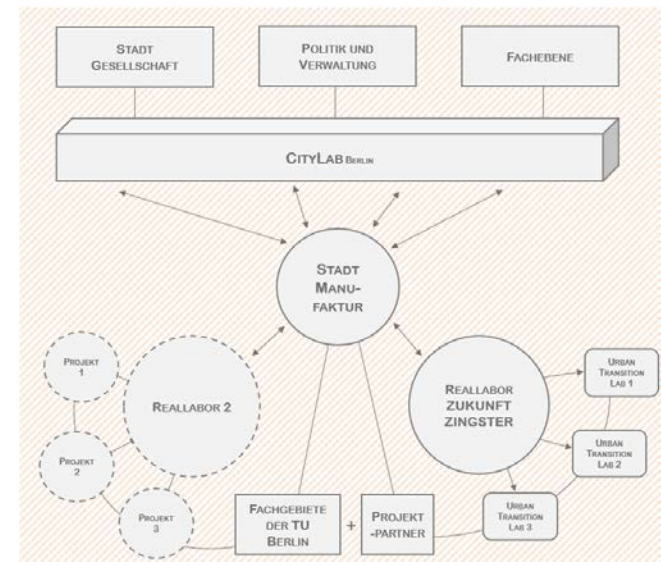 STADT
GESELLSCHAFT
POLITIK UND
VERWALTUNG
FACHEBENE
CITYLAB BERLIN
STADT
MANU-
FAKTUR
PROJEKT
1
REALLABOR 2
PROJEKT
2
PROJEKT
3
REALLABOR
ZUKUNFT
ZINGSTER
URBAN
TRANSITION
LAB 1
URBAN
TRANSITION
LAB 2
URBAN
TRANSITION
LAB 3
FACHGEBIETE
DER TU
BERLIN
+
PROJEKT
-PARTNER